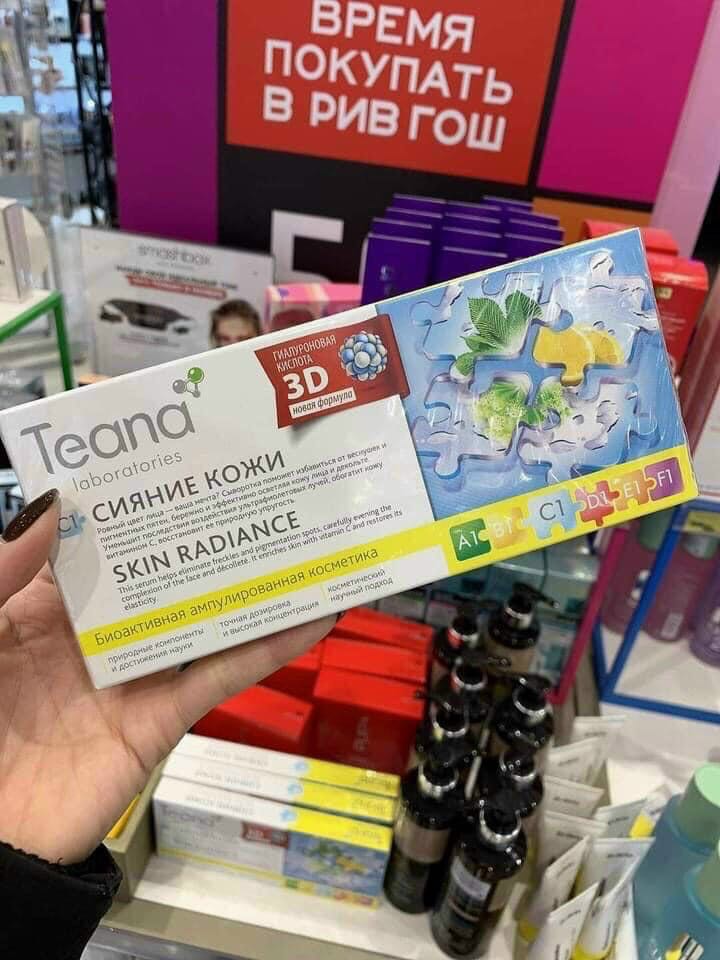 ВРЕМЯ
ПОКУПАТЬ
В РИВ ГОШ
smashbox
Teana
laboratories
ГИАЛУРОНОВАЯ
КИСЛОТА
3D
новая формула
C1
СИЯНИЕ КОЖИ
Ровный цвет лица — ваша мечта? Сыворотка поможет избавиться от веснушек и
пигментных пятен, бережно и эффективно осветляя кожу лица и декольте.
Уменьшит последствия воздействия ультрафиолетовых лучей, обогатит кожу
витамином C, восстановит ее природную упругость.
SKIN RADIANCE
This serum helps eliminate freckles and pigmentation spots, carefully evening the
complexion of the face and décolleté. It enriches skin with vitamin C and restores its
elasticity.
A1 B1 C1 D1 E1 F1
Биоактивная ампулированная косметика
природные компоненты
и достижения науки
точная дозировка
и высокая концентрация
косметический
научный подход
СИЯНИЕ КОЖИ
Teana
3D